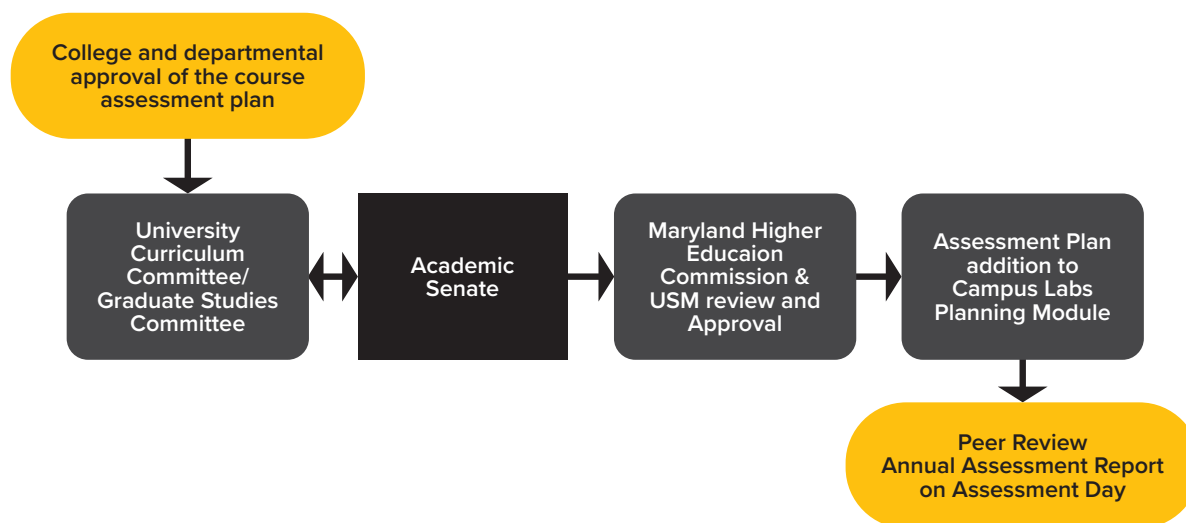 College and departmental
approval of the course
assessment plan
University
Curriculum
Committee/
Graduate Studies
Committee
Academic
Senate
Maryland Higher
Educaion
Commission &
USM review and
Approval
Assessment Plan
addition to
Campus Labs
Planning Module
Peer Review
Annual Assessment Report
on Assessment Day